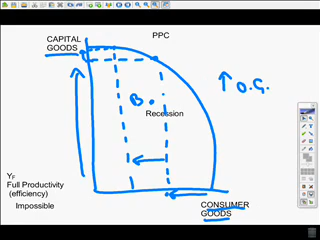 CAPITAL
GOODS
PPC
↑ O.G.
B.
Recession
YF
Full Productivity
(efficiency)
Impossible
CONSUMER
GOODS